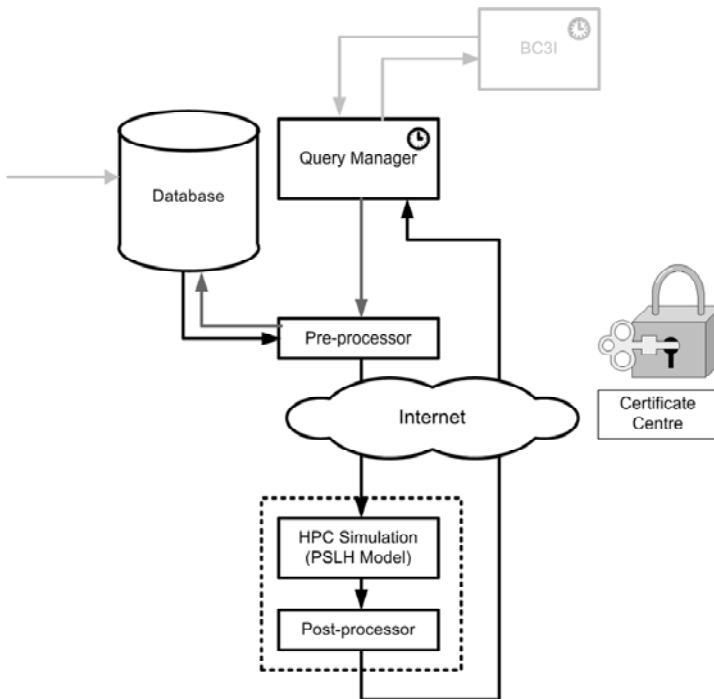 BC3I
Query Manager
Database
Pre-processor
Internet
Certificate
Centre
HPC Simulation
(PSLH Model)
Post-processor